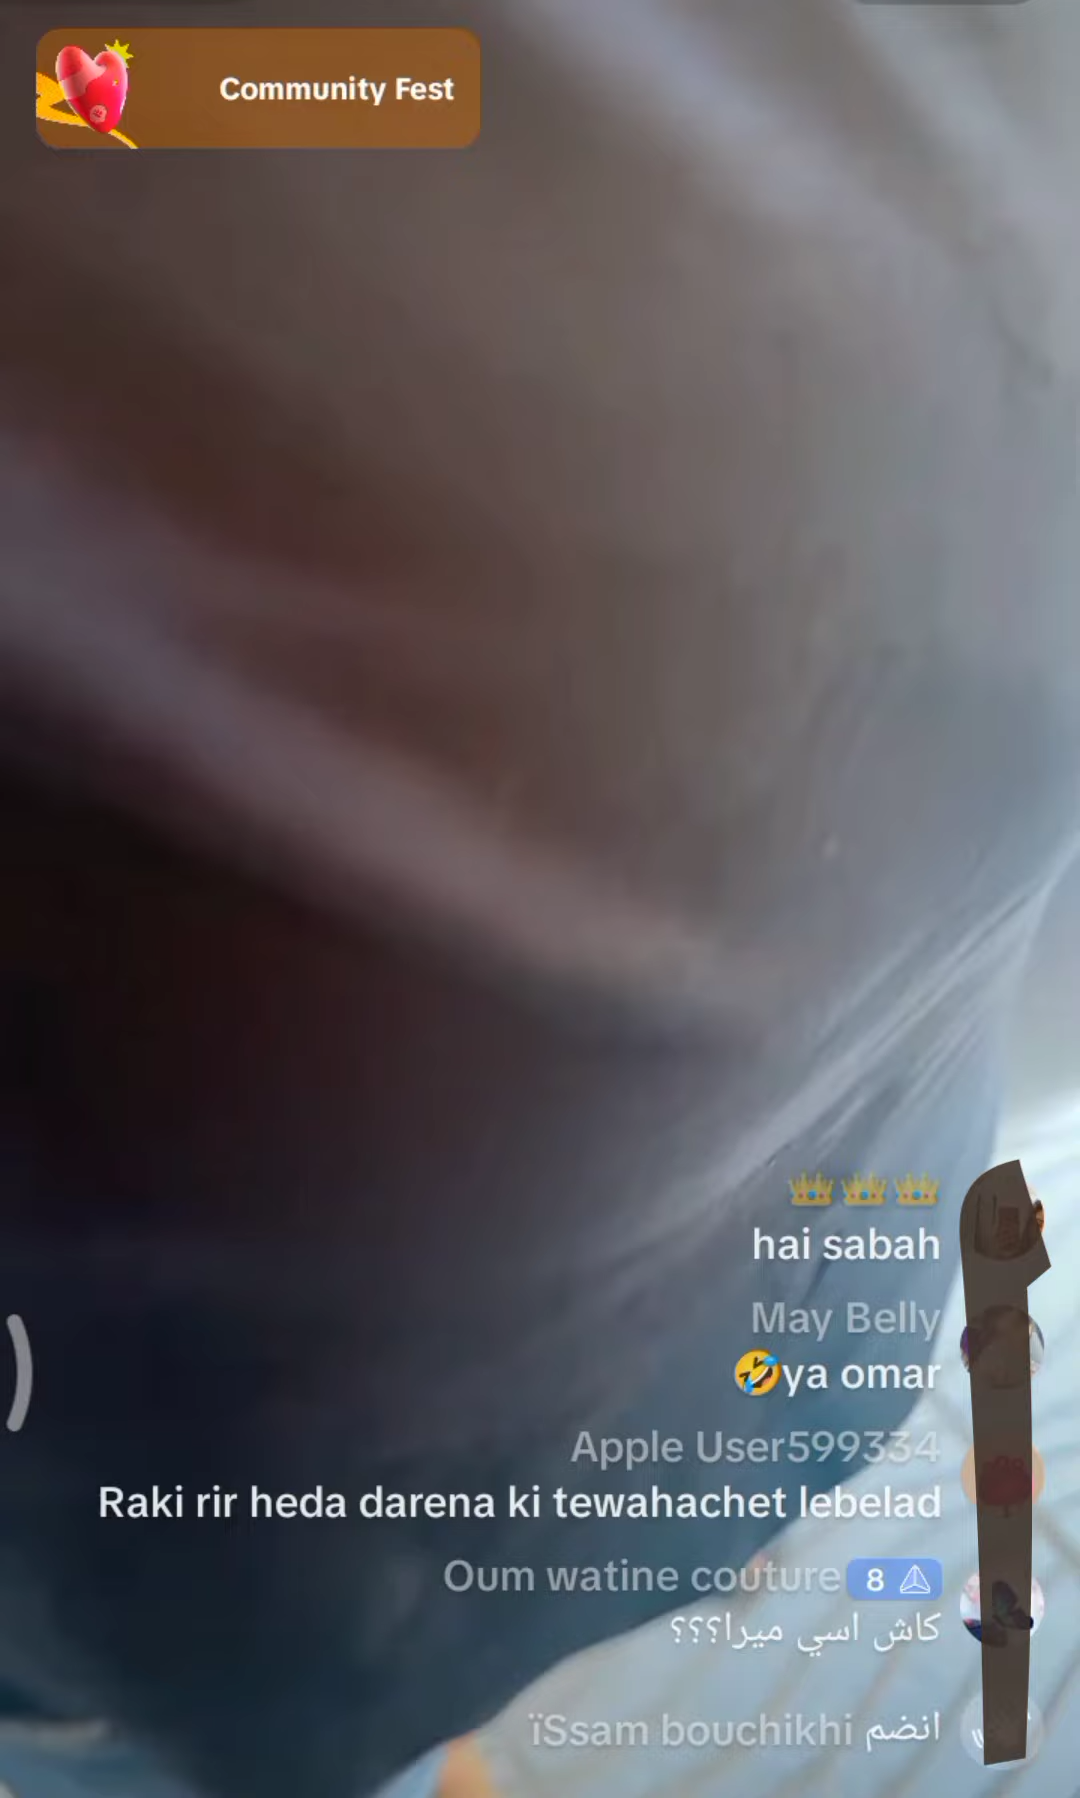 Community Fest
👑👑👑
hai sabah
May Belly
🤣ya omar
Apple User599334
Raki rir heda darena ki tewahachet lebelad
Oum watine couture 8
كاش اسي ميرا؟؟؟
ïSsam bouchikhi انضم